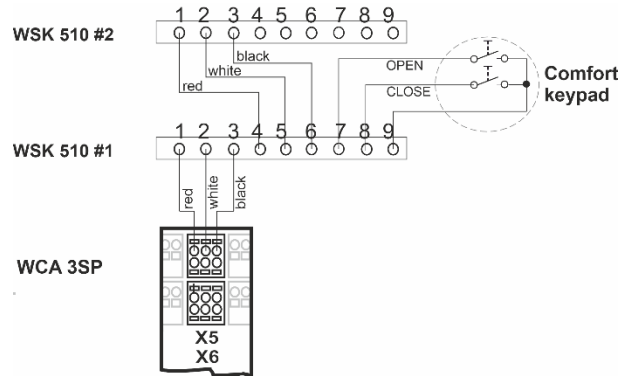 1 2 3 4 5 6 7 8 9
WSK 510 #2
black
OPEN
white
CLOSE
Comfort
keypad
red
1 2 3 4 5 6 7 8 9
WSK 510 #1
red
white
black
WCA 3SP
X5
X6